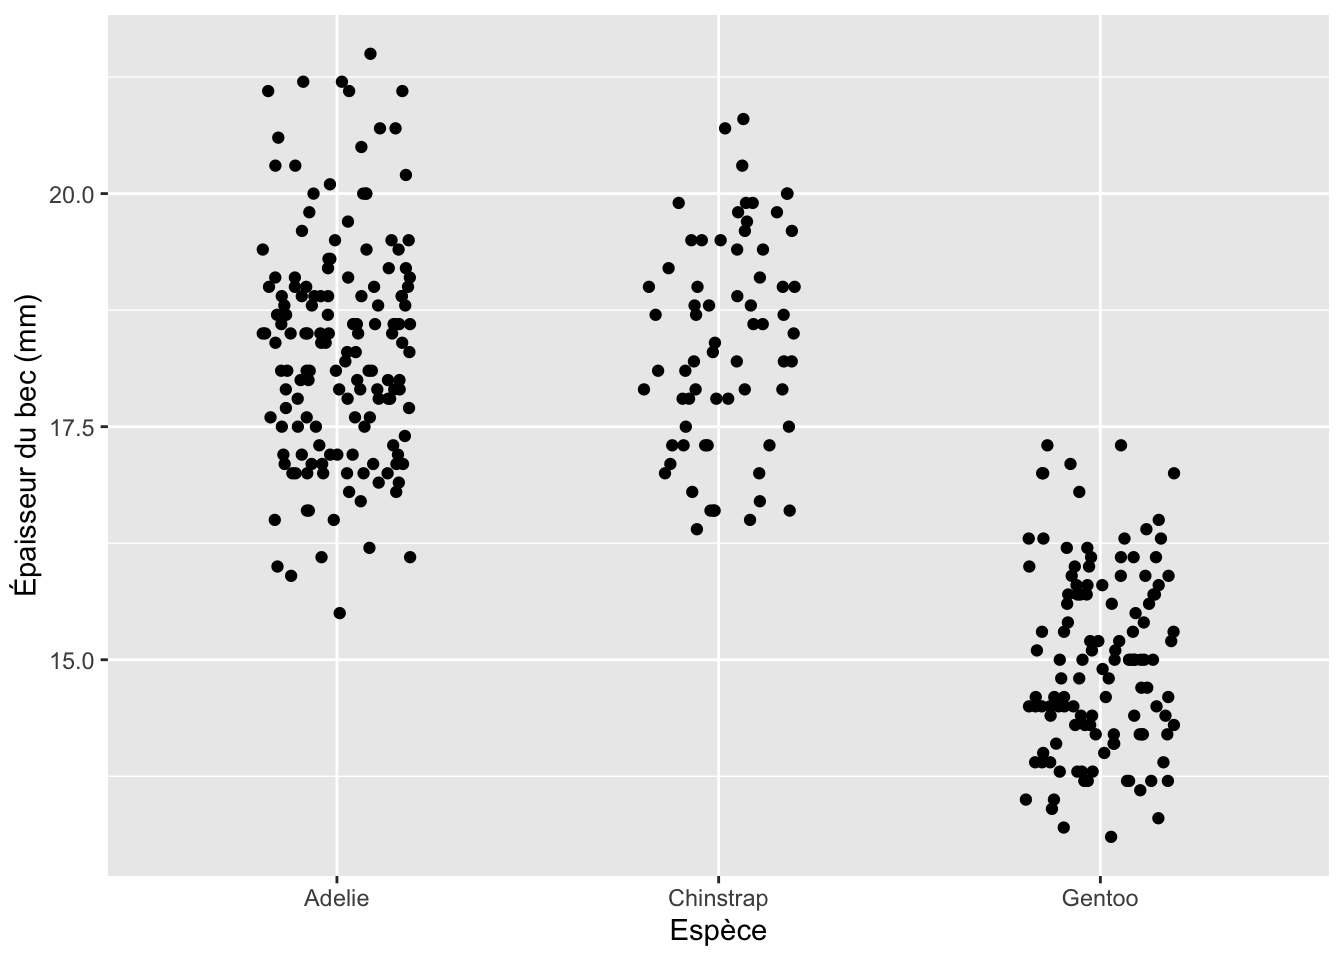 Épaisseur du bec (mm)
20.0
17.5
15.0
Adelie
Chinstrap
Gentoo
Espèce